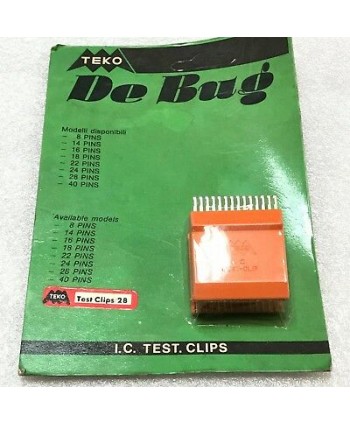 TEKO
De Bug
Modelli disponibili
- 8 PINS
- 14 PINS
- 16 PINS
- 18 PINS
- 22 PINS
- 24 PINS
- 28 PINS
- 40 PINS
Available models
- 8 PINS
- 14 PINS
- 16 PINS
- 18 PINS
- 22 PINS
- 24 PINS
- 28 PINS
- 40 PINS
TEKO Test Clips 28
I.C. TEST. CLIPS